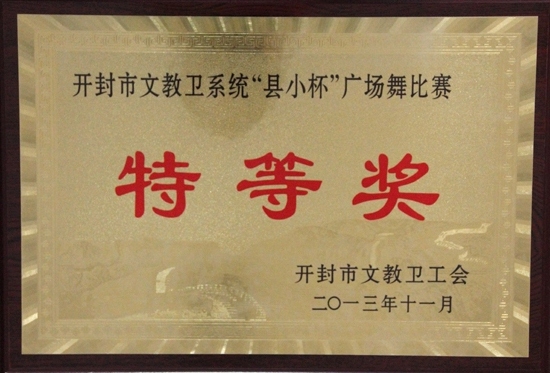 开封市文教卫系统“县小杯”广场舞比赛
特等奖
开封市文教卫工会
二〇一三年十一月